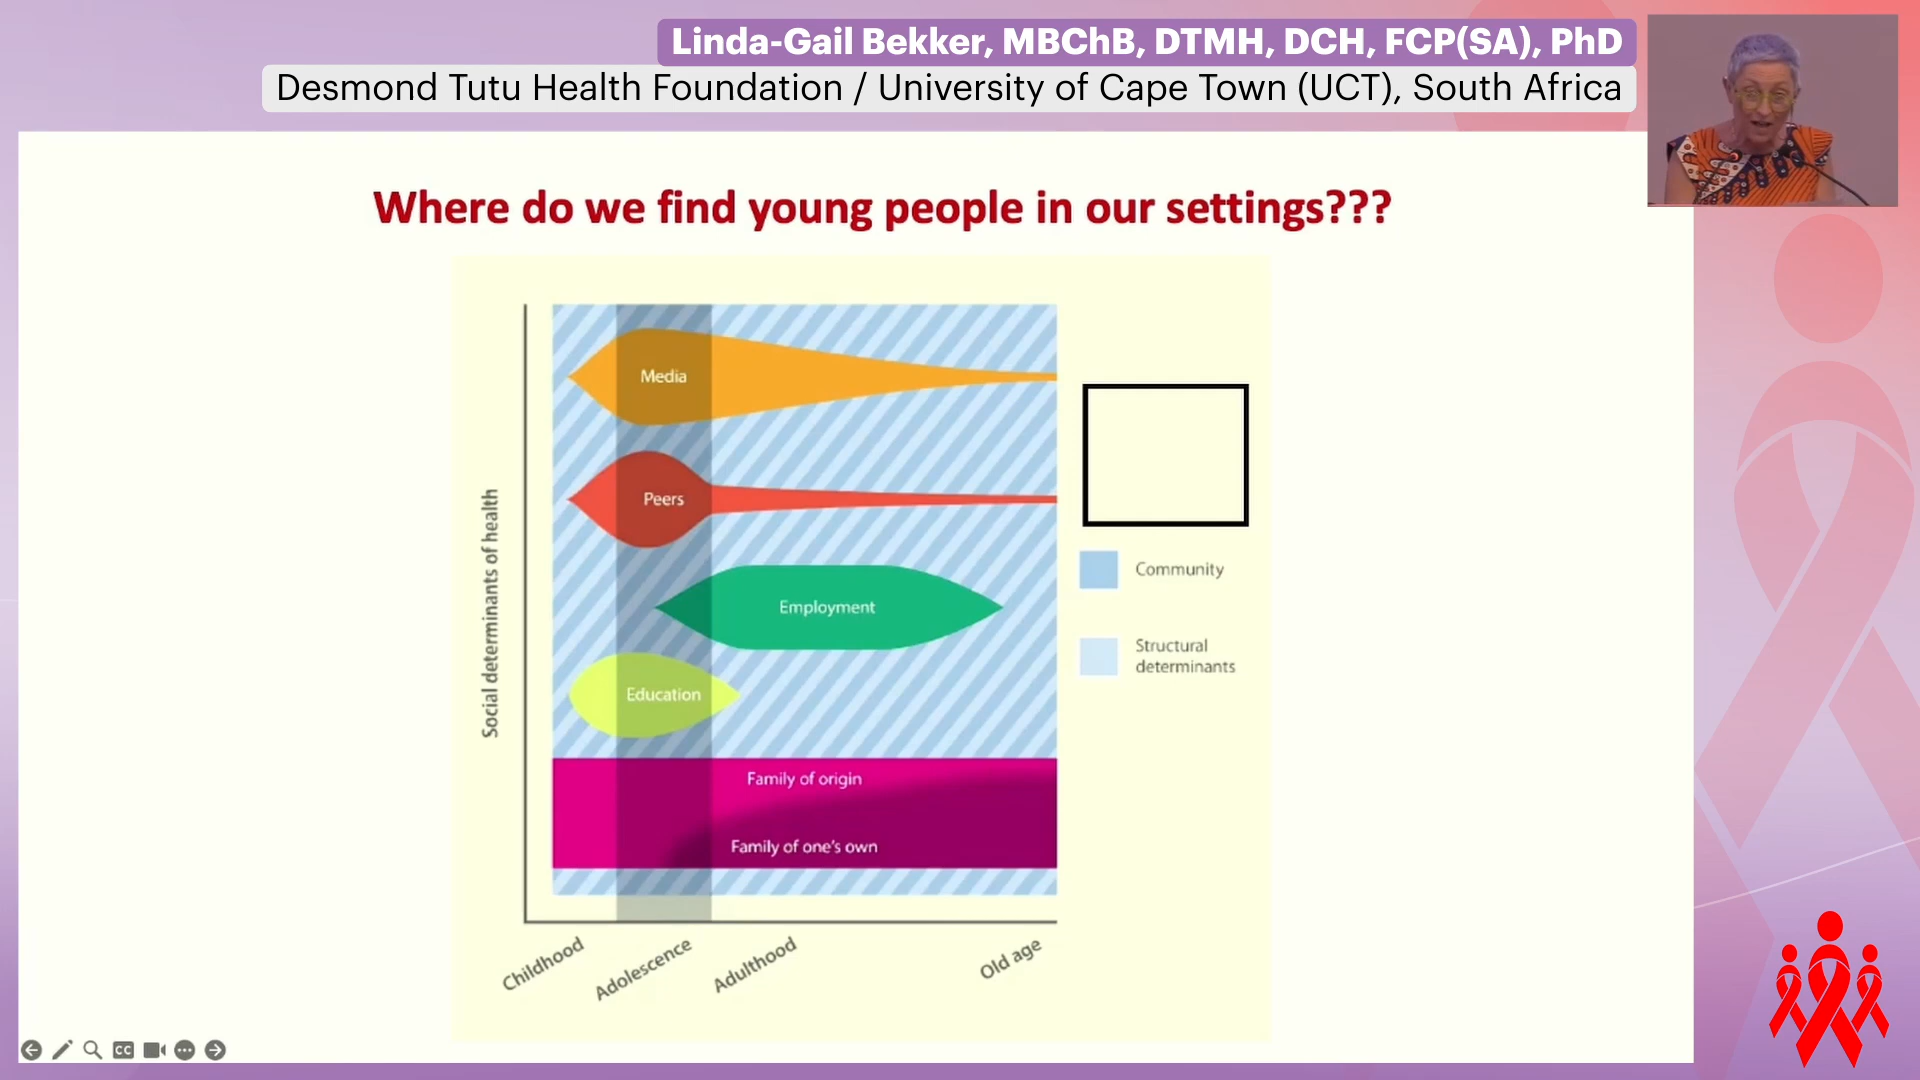 Linda-Gail Bekker, MBChB, DTMH, DCH, FCP(SA), PhD
Desmond Tutu Health Foundation / University of Cape Town (UCT), South Africa
Where do we find young people in our settings???
Media
Peers
Employment
Education
Family of origin
Family of one's own
Social determinants of health
Childhood
Adolescence
Adulthood
Old age
Community
Structural
determinants
CC